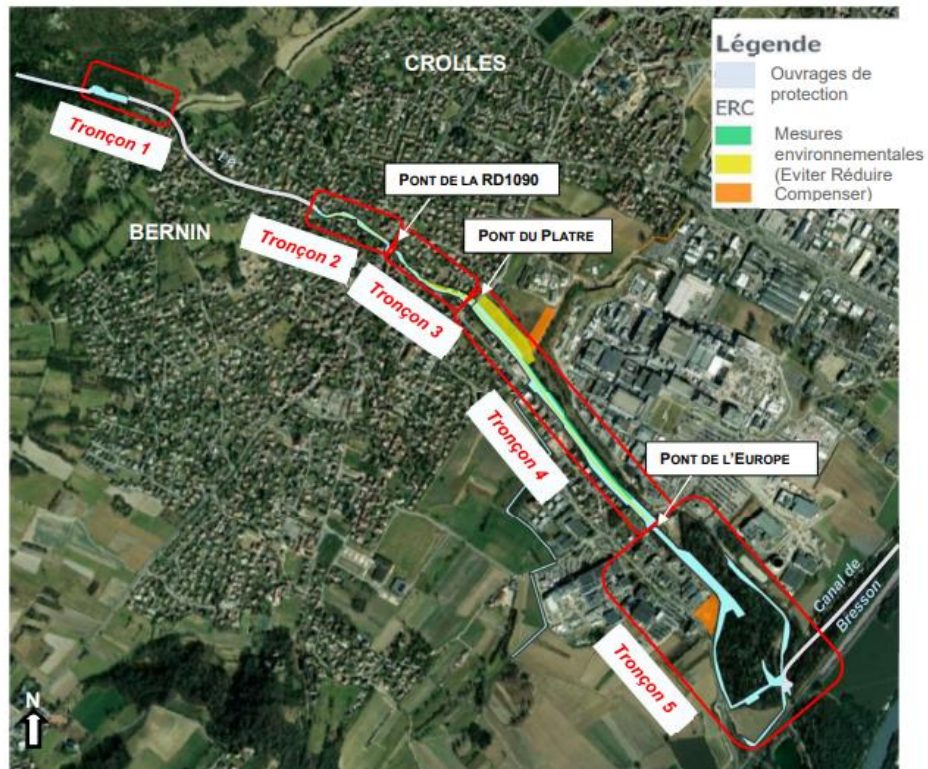 CROLLES
Légende
Ouvrages de
protection
ERC
Mesures
environnementales
(Eviter Réduire
Compenser)
Tronçon 1
PONT DE LA RD1090
BERNIN
PONT DU PLATRE
Tronçon 2
Tronçon 3
Tronçon 4
PONT DE L'EUROPE
Canal de
Bresson
Tronçon 5
N